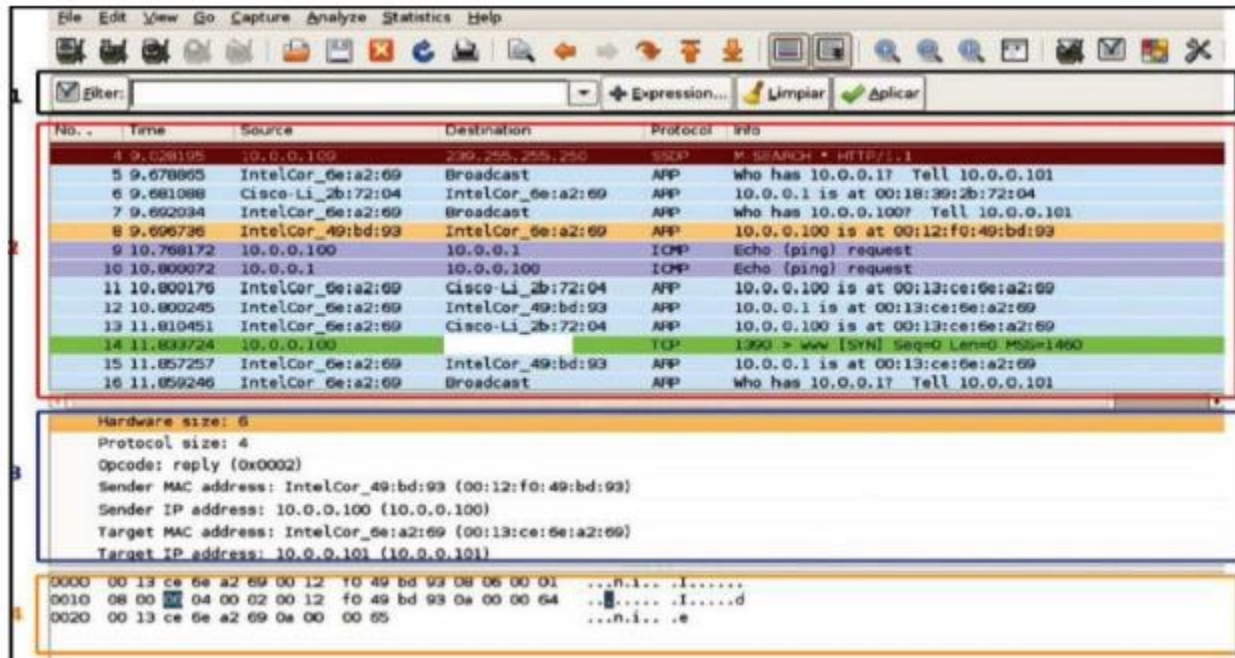 File Edit View Go Capture Analyze Statistics Help
1
Filter: Expression... Limpiar Aplicar
2
No. . Time Source Destination Protocol Info
4 9.028195 10.0.0.109 239.255.255.250 SSDP M-SEARCH * HTTP/1.1
5 9.678865 IntelCor_6e:a2:69 Broadcast ARP Who has 10.0.0.1? Tell 10.0.0.101
6 9.681088 Cisco-Li_2b:72:04 IntelCor_6e:a2:69 ARP 10.0.0.1 is at 00:18:39:2b:72:04
7 9.692034 IntelCor_6e:a2:69 Broadcast ARP Who has 10.0.0.100? Tell 10.0.0.101
8 9.696736 IntelCor_49:bd:93 IntelCor_6e:a2:69 ARP 10.0.0.100 is at 00:12:f0:49:bd:93
9 10.768172 10.0.0.100 10.0.0.1 ICMP Echo (ping) request
10 10.800072 10.0.0.1 10.0.0.100 ICMP Echo (ping) request
11 10.800176 IntelCor_6e:a2:69 Cisco-Li_2b:72:04 ARP 10.0.0.100 is at 00:13:ce:6e:a2:69
12 10.800245 IntelCor_6e:a2:69 IntelCor_49:bd:93 ARP 10.0.0.1 is at 00:13:ce:6e:a2:69
13 11.810451 IntelCor_6e:a2:69 Cisco-Li_2b:72:04 ARP 10.0.0.100 is at 00:13:ce:6e:a2:69
14 11.833724 10.0.0.100 TCP 1390 > www [SYN] Seq=0 Len=0 MSS=1460
15 11.857257 IntelCor_6e:a2:69 IntelCor_49:bd:93 ARP 10.0.0.1 is at 00:13:ce:6e:a2:69
16 11.859246 IntelCor_6e:a2:69 Broadcast ARP Who has 10.0.0.1? Tell 10.0.0.101
3
Hardware size: 6
Protocol size: 4
Opcode: reply (0x0002)
Sender MAC address: IntelCor_49:bd:93 (00:12:f0:49:bd:93)
Sender IP address: 10.0.0.100 (10.0.0.100)
Target MAC address: IntelCor_6e:a2:69 (00:13:ce:6e:a2:69)
Target IP address: 10.0.0.101 (10.0.0.101)
4
0000 00 13 ce 6e a2 69 00 12 f0 49 bd 93 08 06 00 01 ...n.i.. .I......
0010 08 00 06 04 00 02 00 12 f0 49 bd 93 0a 00 00 64 ........ .I.....d
0020 00 13 ce 6e a2 69 0a 00 00 65 ...n.i.. .e